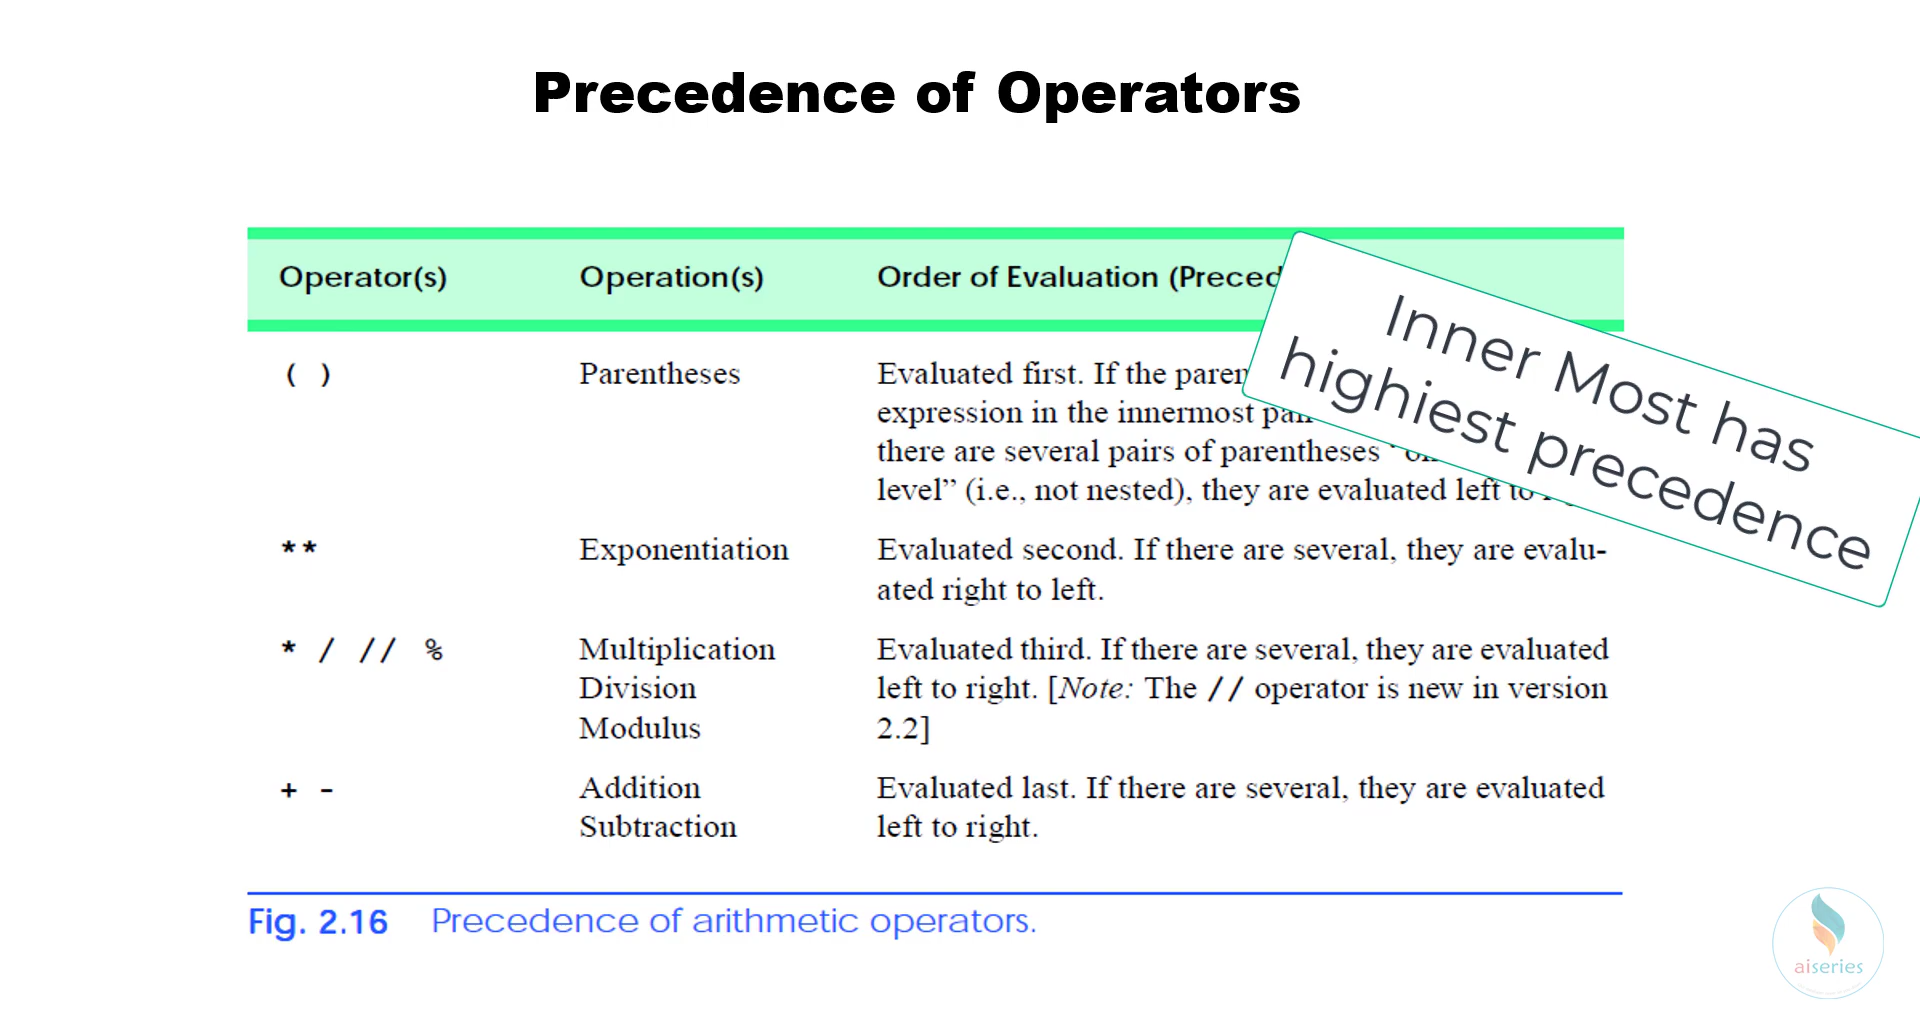 Precedence of Operators
Operator(s) Operation(s) Order of Evaluation
( ) Parentheses Evaluated first. If the
expression in the innermost
there are several pairs of parentheses
level” (i.e., not nested), they are evaluated left to
** Exponentiation Evaluated second. If there are several, they are evalu-
ated right to left.
* / // % Multiplication Evaluated third. If there are several, they are evaluated
Division left to right. [Note: The // operator is new in version
Modulus 2.2]
+ - Addition Evaluated last. If there are several, they are evaluated
Subtraction left to right.
Fig. 2.16 Precedence of arithmetic operators.
Inner Most has
highiest precedence
aiseries